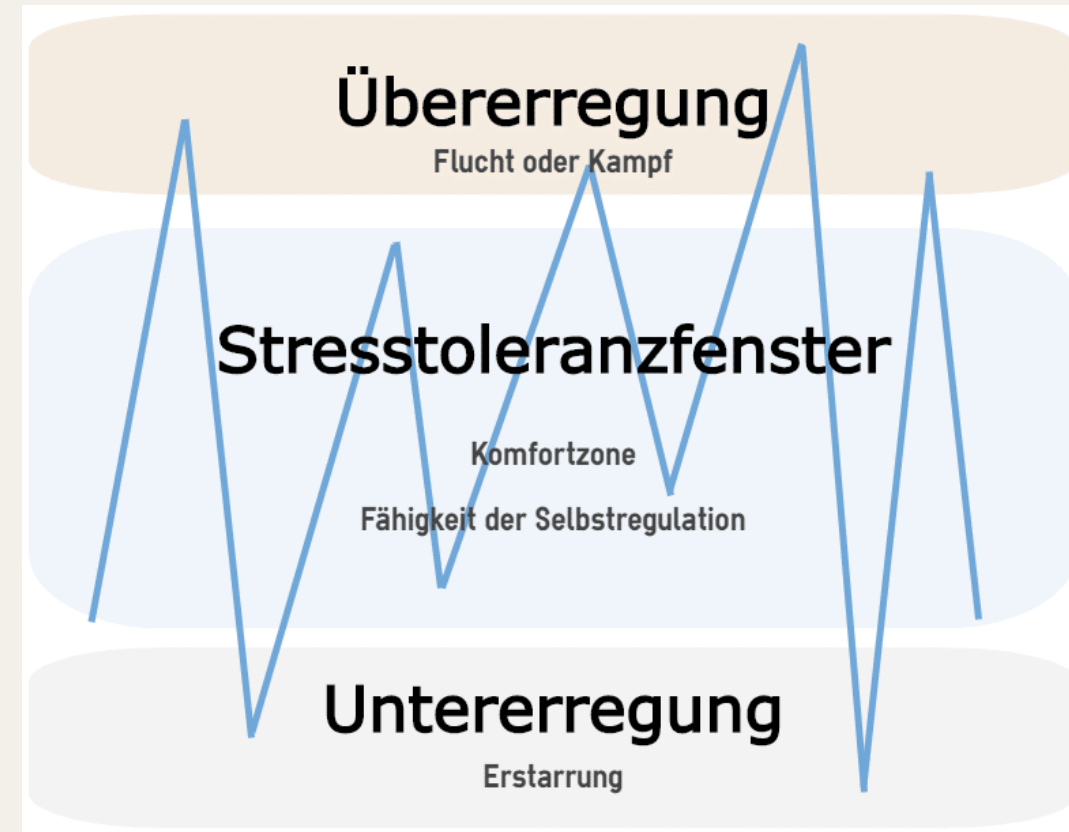 Übererregung
Flucht oder Kampf
Stresstoleranzfenster
Komfortzone
Fähigkeit der Selbstregulation
Untererregung
Erstarrung